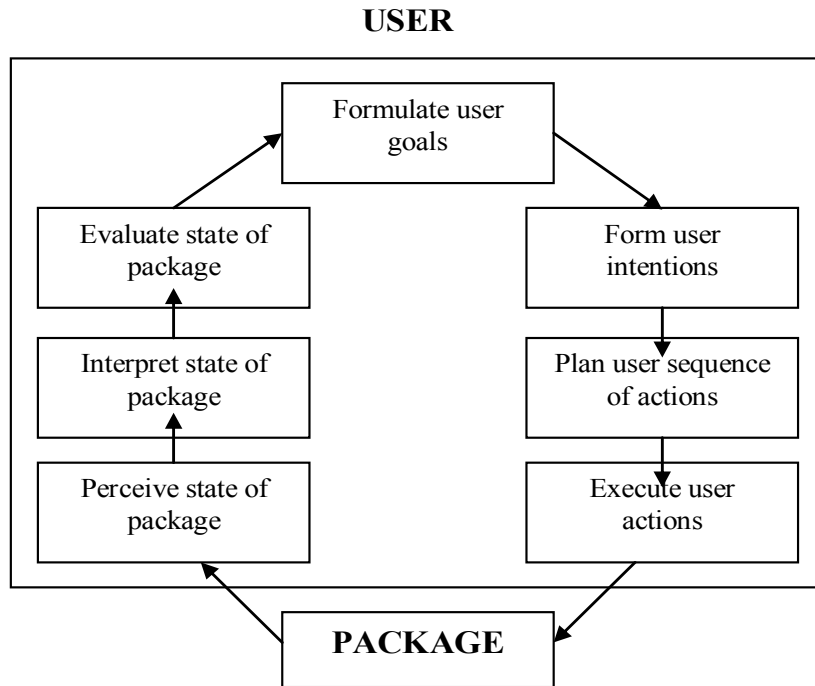 USER
Formulate user
goals
Evaluate state of
package
Form user
intentions
Interpret state of
package
Plan user sequence
of actions
Perceive state of
package
Execute user
actions
PACKAGE